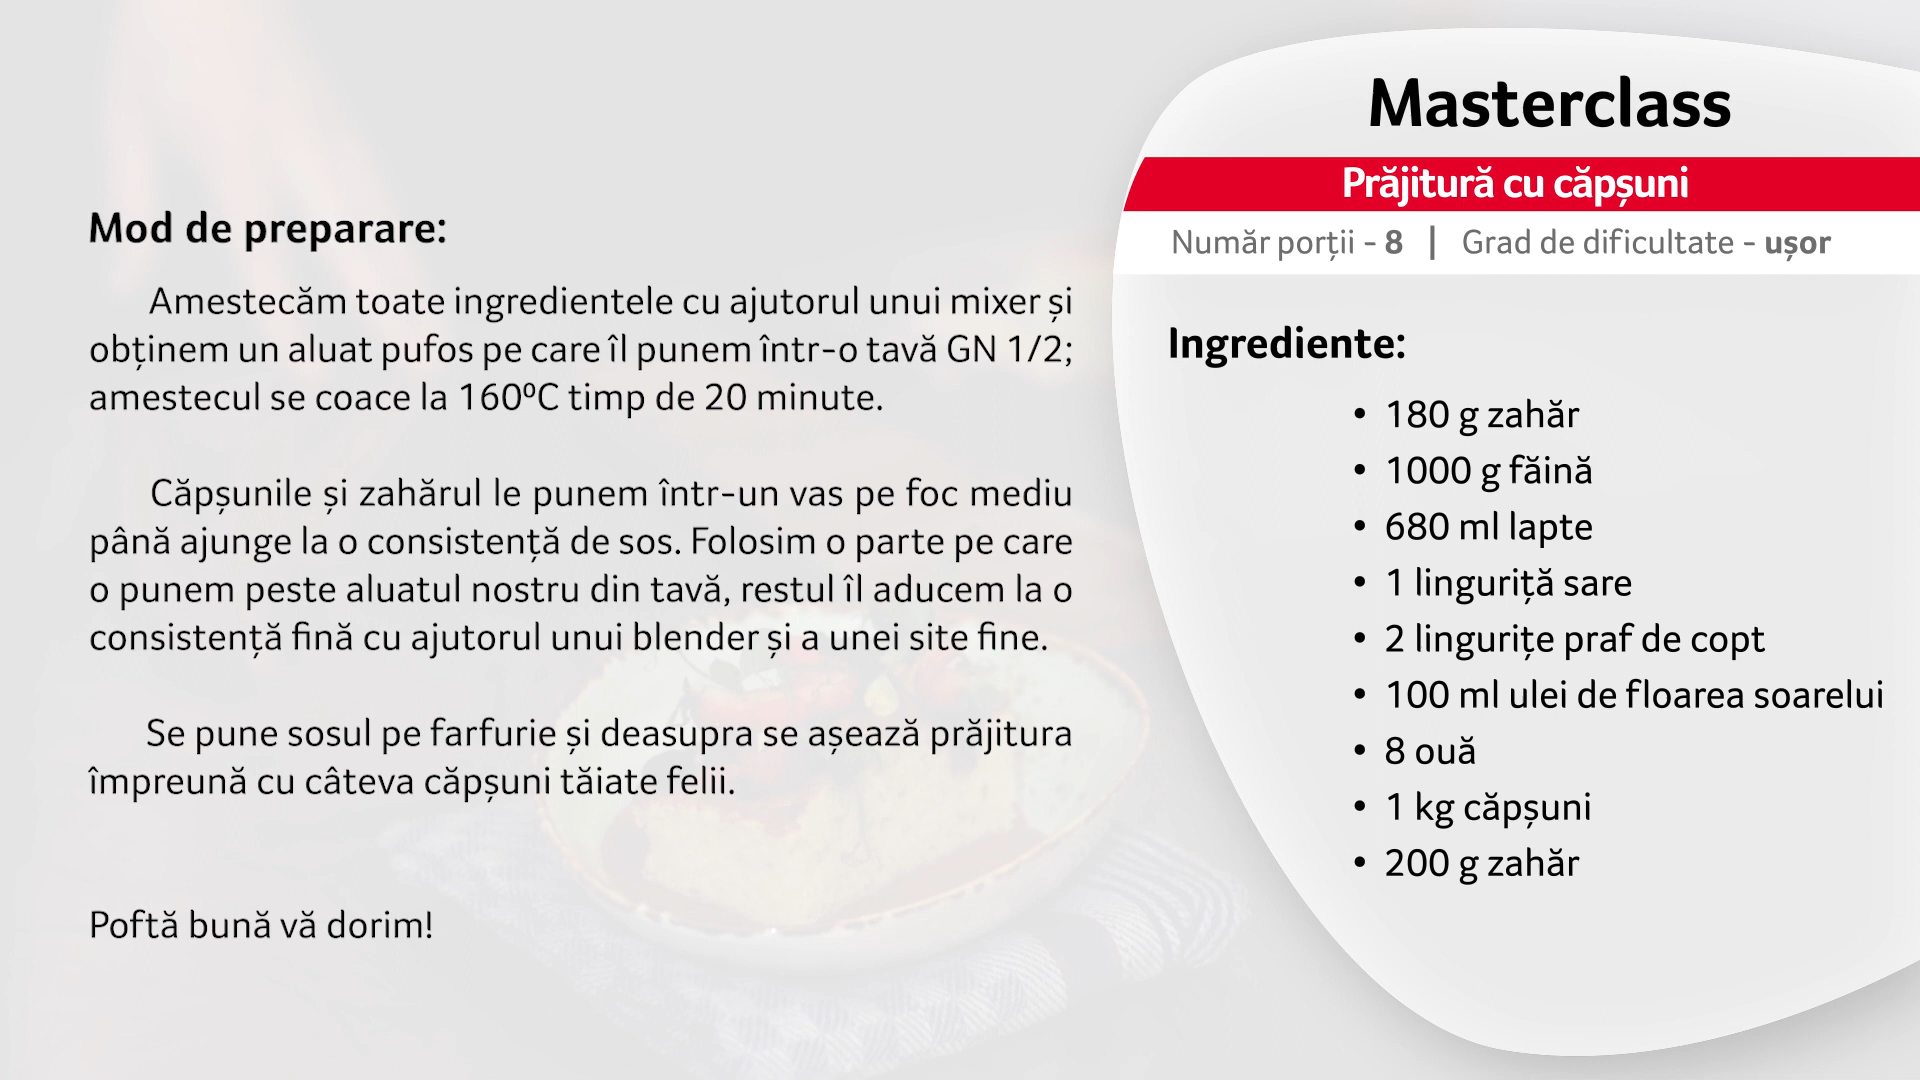 Masterclass
Prăjitură cu căpșuni
Număr porții - 8 | Grad de dificultate - ușor
Mod de preparare:
Amestecăm toate ingredientele cu ajutorul unui mixer și
obținem un aluat pufos pe care îl punem într-o tavă GN 1/2;
amestecul se coace la 160ºC timp de 20 minute.
Căpșunile și zahărul le punem într-un vas pe foc mediu
până ajunge la o consistență de sos. Folosim o parte pe care
o punem peste aluatul nostru din tavă, restul îl aducem la o
consistență fină cu ajutorul unui blender și a unei site fine.
Se pune sosul pe farfurie și deasupra se așează prăjitura
împreună cu câteva căpșuni tăiate felii.
Poftă bună vă dorim!
Ingrediente:
• 180 g zahăr
• 1000 g făină
• 680 ml lapte
• 1 linguriță sare
• 2 lingurițe praf de copt
• 100 ml ulei de floarea soarelui
• 8 ouă
• 1 kg căpșuni
• 200 g zahăr